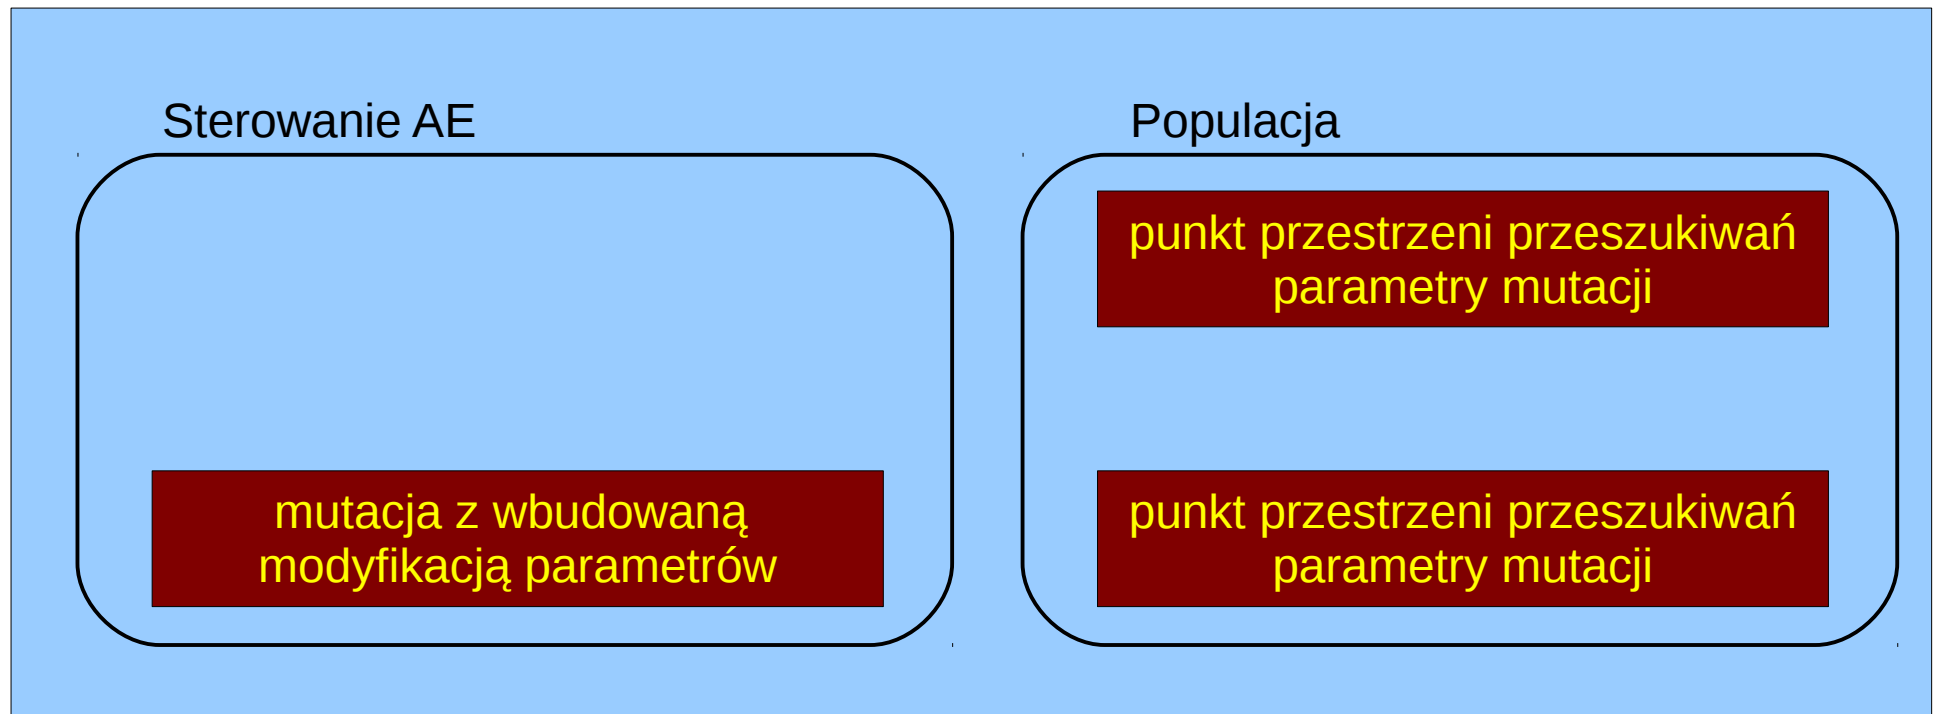 Sterowanie AE
Populacja
punkt przestrzeni przeszukiwań
parametry mutacji
mutacja z wbudowaną
modyfikacją parametrów
punkt przestrzeni przeszukiwań
parametry mutacji